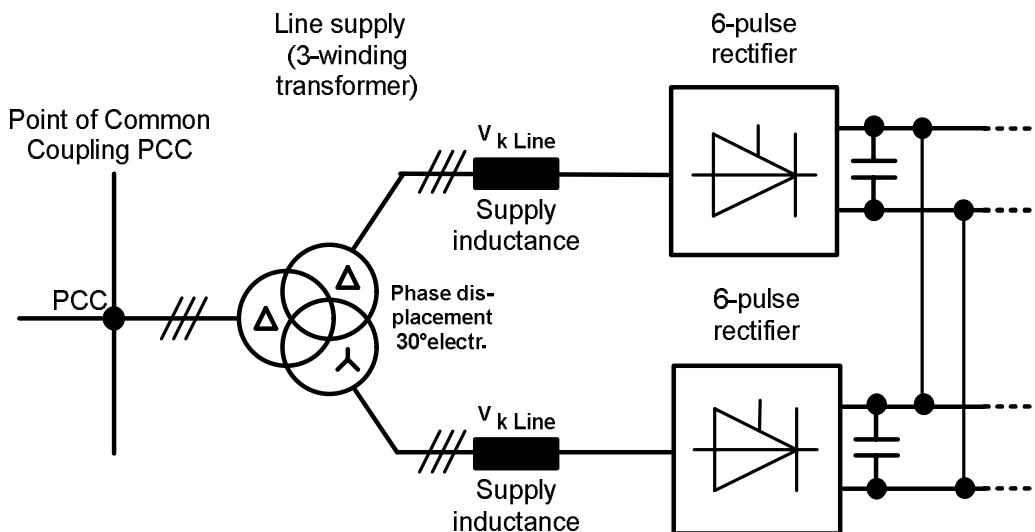 Line supply
(3-winding
transformer)
6-pulse
rectifier
Point of Common
Coupling PCC
V k Line
Supply
inductance
PCC
Phase dis-
placement
30°electr.
6-pulse
rectifier
V k Line
Supply
inductance